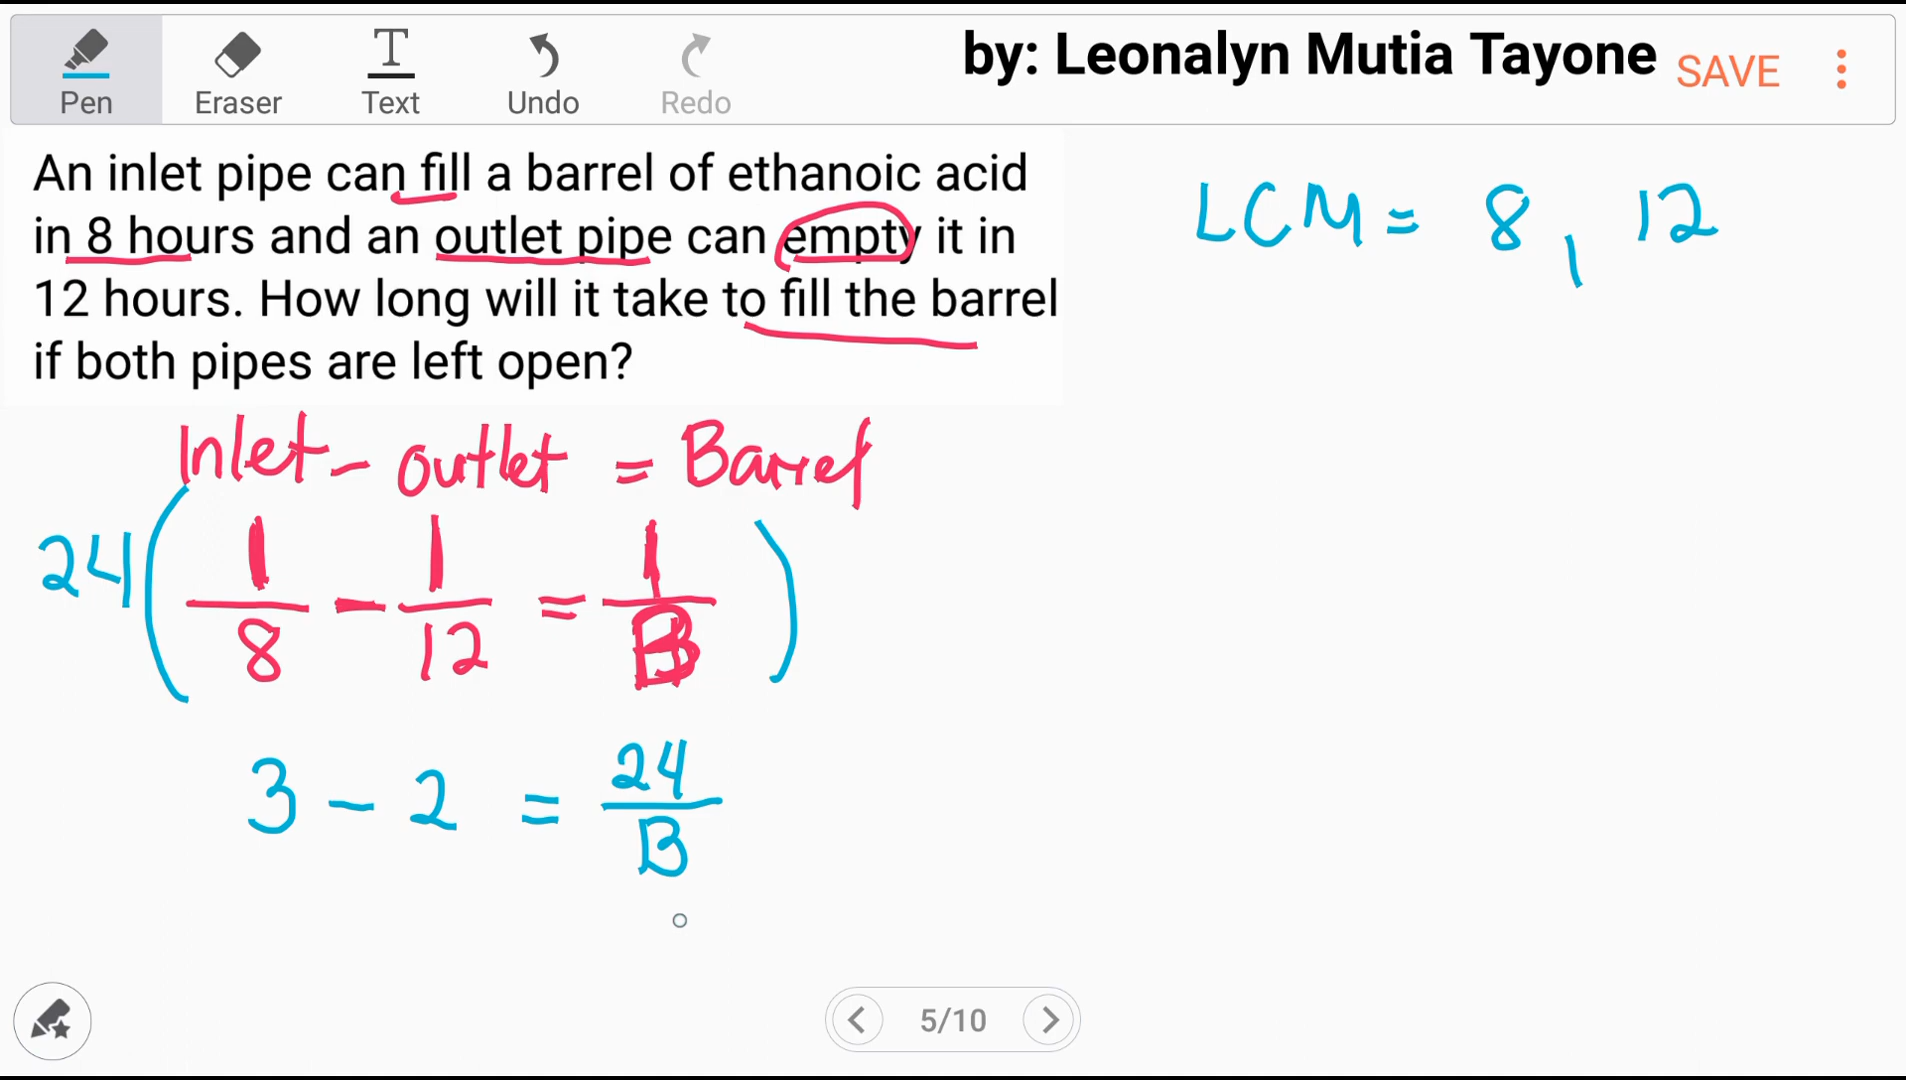 by: Leonalyn Mutia Tayone
SAVE
Pen
Eraser
Text
Undo
Redo
An inlet pipe can fill a barrel of ethanoic acid
in 8 hours and an outlet pipe can empty it in
12 hours. How long will it take to fill the barrel
if both pipes are left open?
LCM = 8, 12
Inlet - outlet = Barrel
24 ( 1/8 - 1/12 = 1/B )
3 - 2 = 24/B
5/10